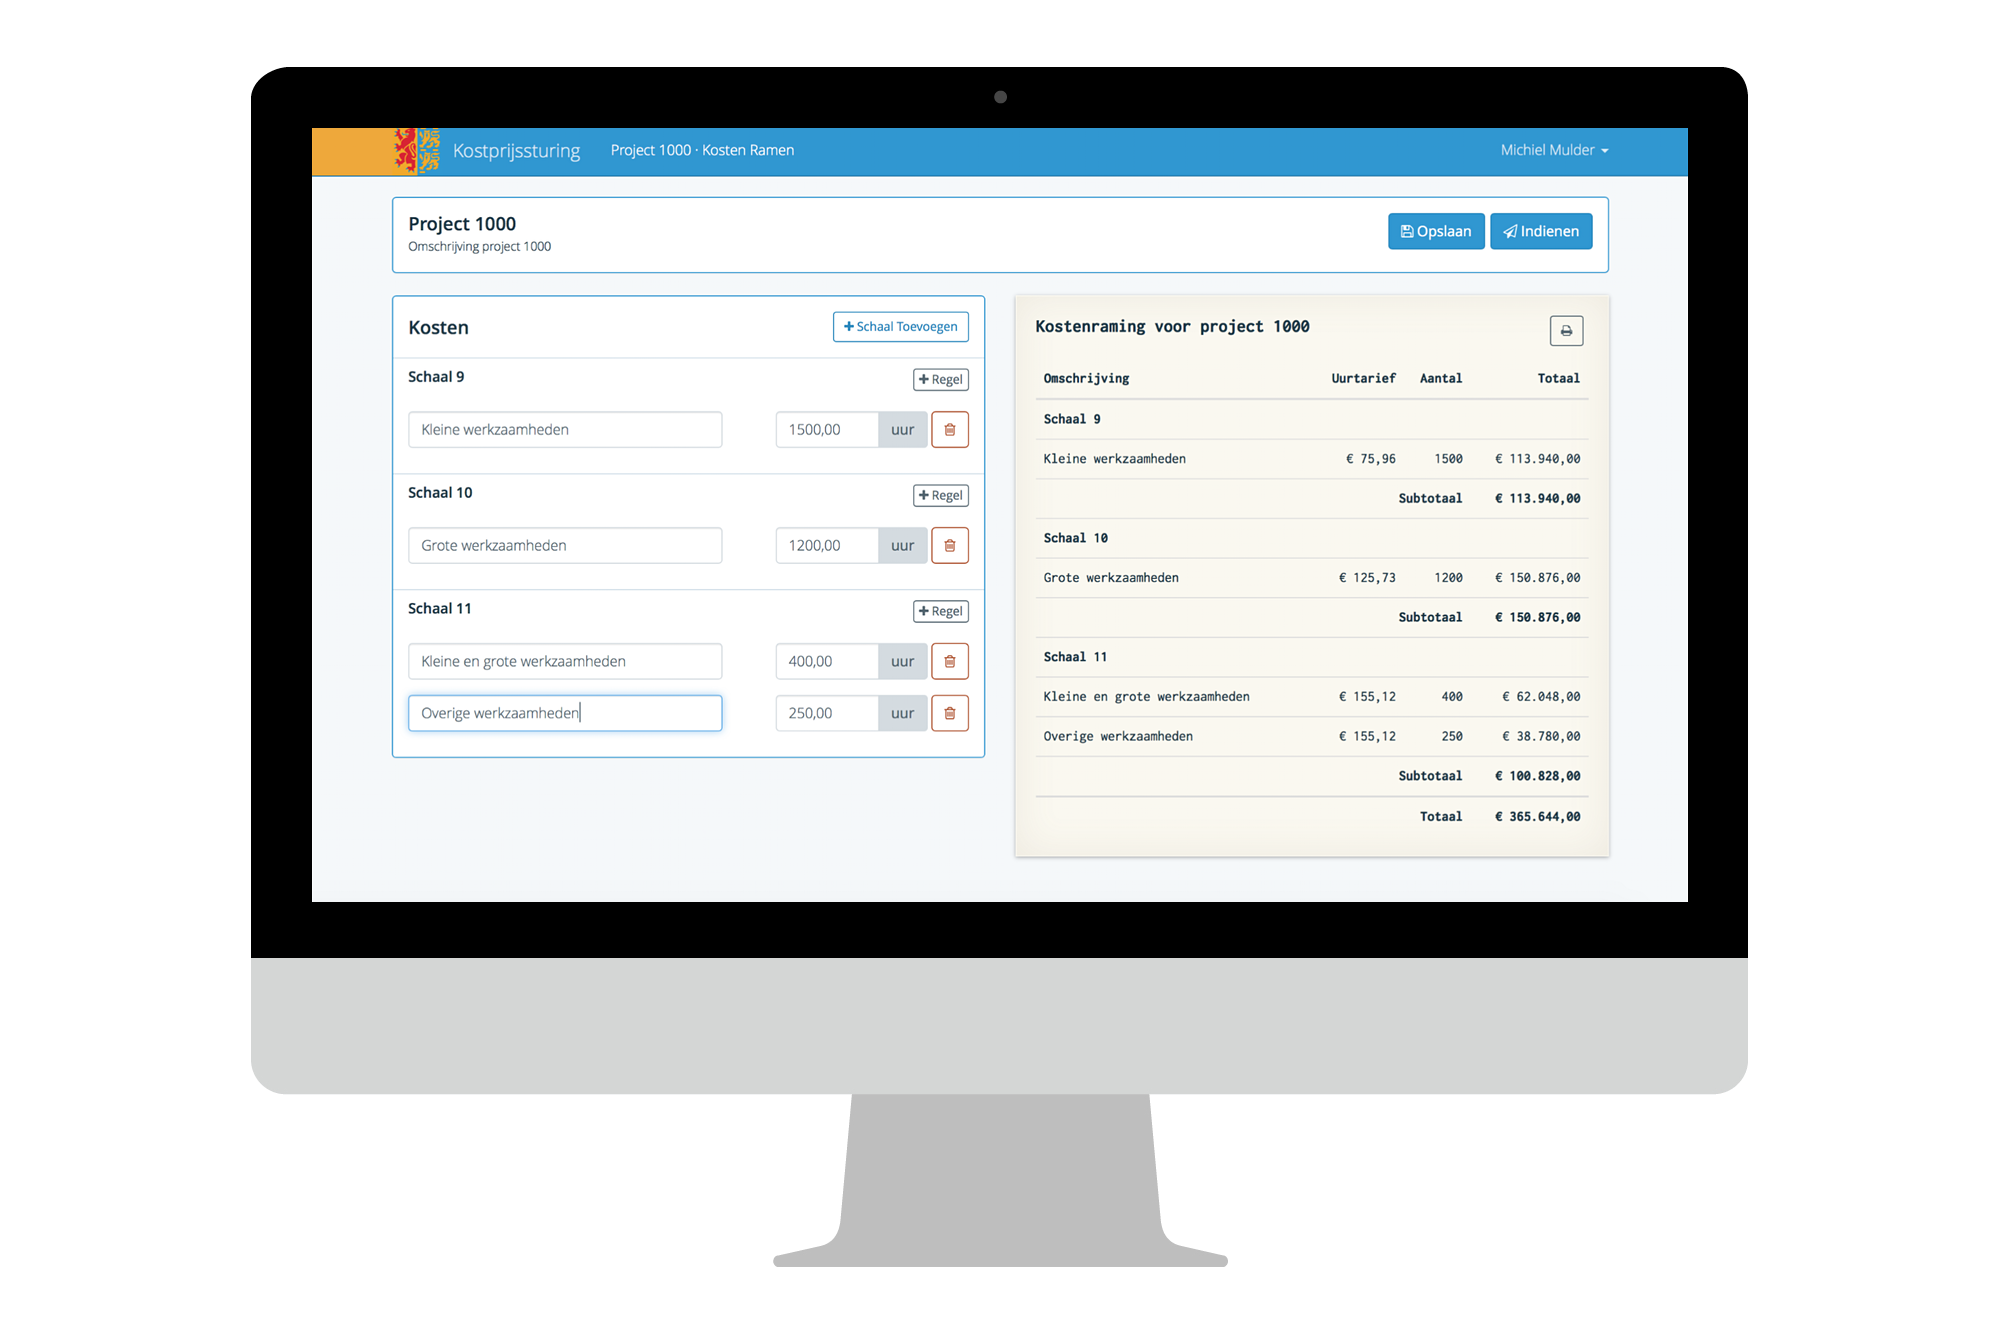 Kostprijssturing Project 1000 · Kosten Ramen Michiel Mulder
Project 1000
Omschrijving project 1000
Opslaan Indienen
Kosten
Schaal Toevoegen
Schaal 9
Regel
Kleine werkzaamheden 1500,00 uur
Schaal 10
Regel
Grote werkzaamheden 1200,00 uur
Schaal 11
Regel
Kleine en grote werkzaamheden 400,00 uur
Overige werkzaamheden 250,00 uur
Kostenraming voor project 1000
Omschrijving Uurtarief Aantal Totaal
Schaal 9
Kleine werkzaamheden € 75,96 1500 € 113.940,00
Subtotaal € 113.940,00
Schaal 10
Grote werkzaamheden € 125,73 1200 € 150.876,00
Subtotaal € 150.876,00
Schaal 11
Kleine en grote werkzaamheden € 155,12 400 € 62.048,00
Overige werkzaamheden € 155,12 250 € 38.780,00
Subtotaal € 100.828,00
Totaal € 365.644,00